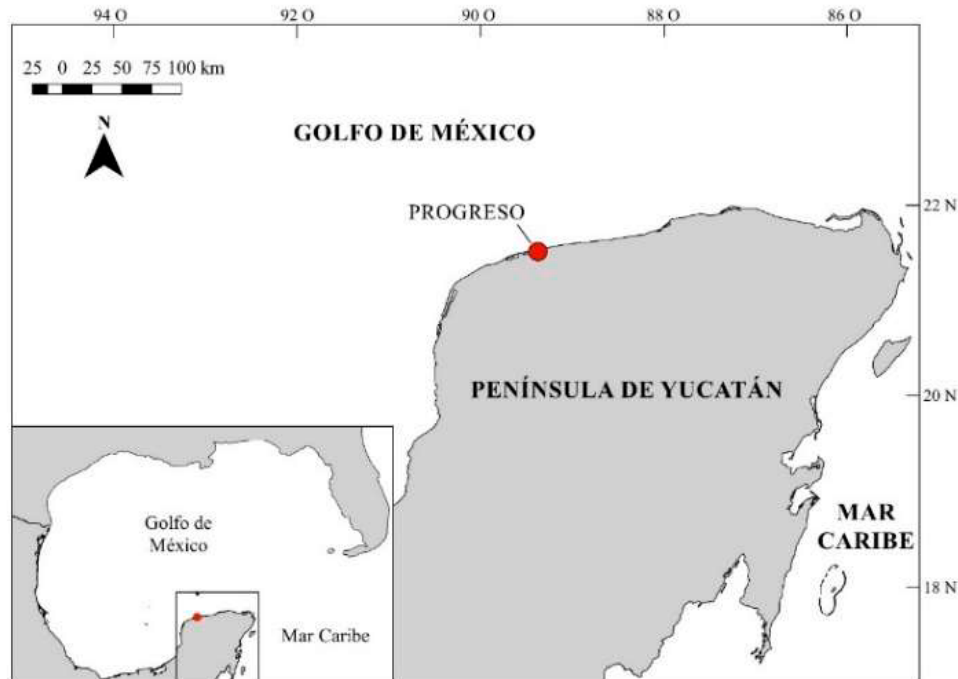 94 O 92 O 90 O 88 O 86 O
25 0 25 50 75 100 km
N
GOLFO DE MÉXICO
22 N
PROGRESO
PENÍNSULA DE YUCATÁN
20 N
MAR
CARIBE
18 N
Golfo de
México
Mar Caribe